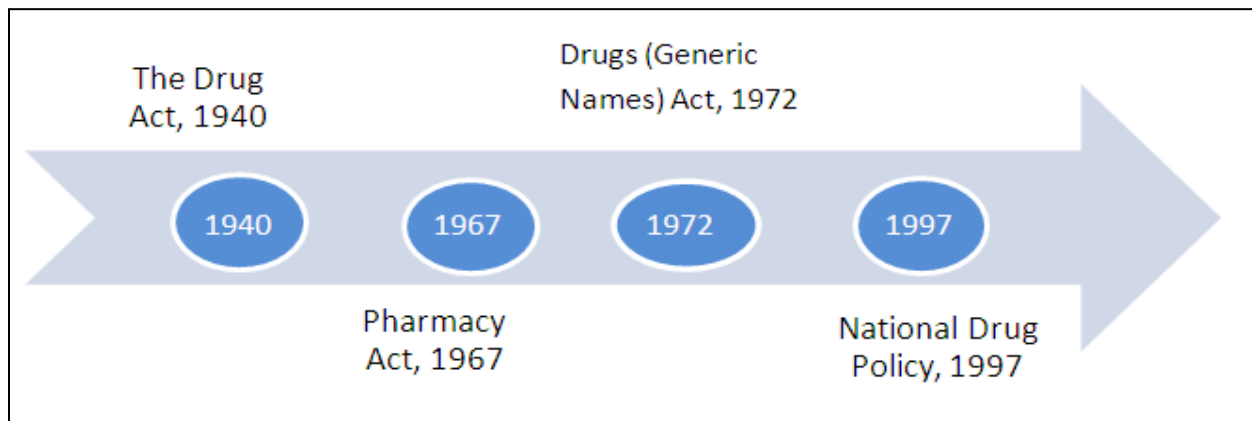 The Drug
Act, 1940
Drugs (Generic
Names) Act, 1972
1940
1967
1972
1997
Pharmacy
Act, 1967
National Drug
Policy, 1997